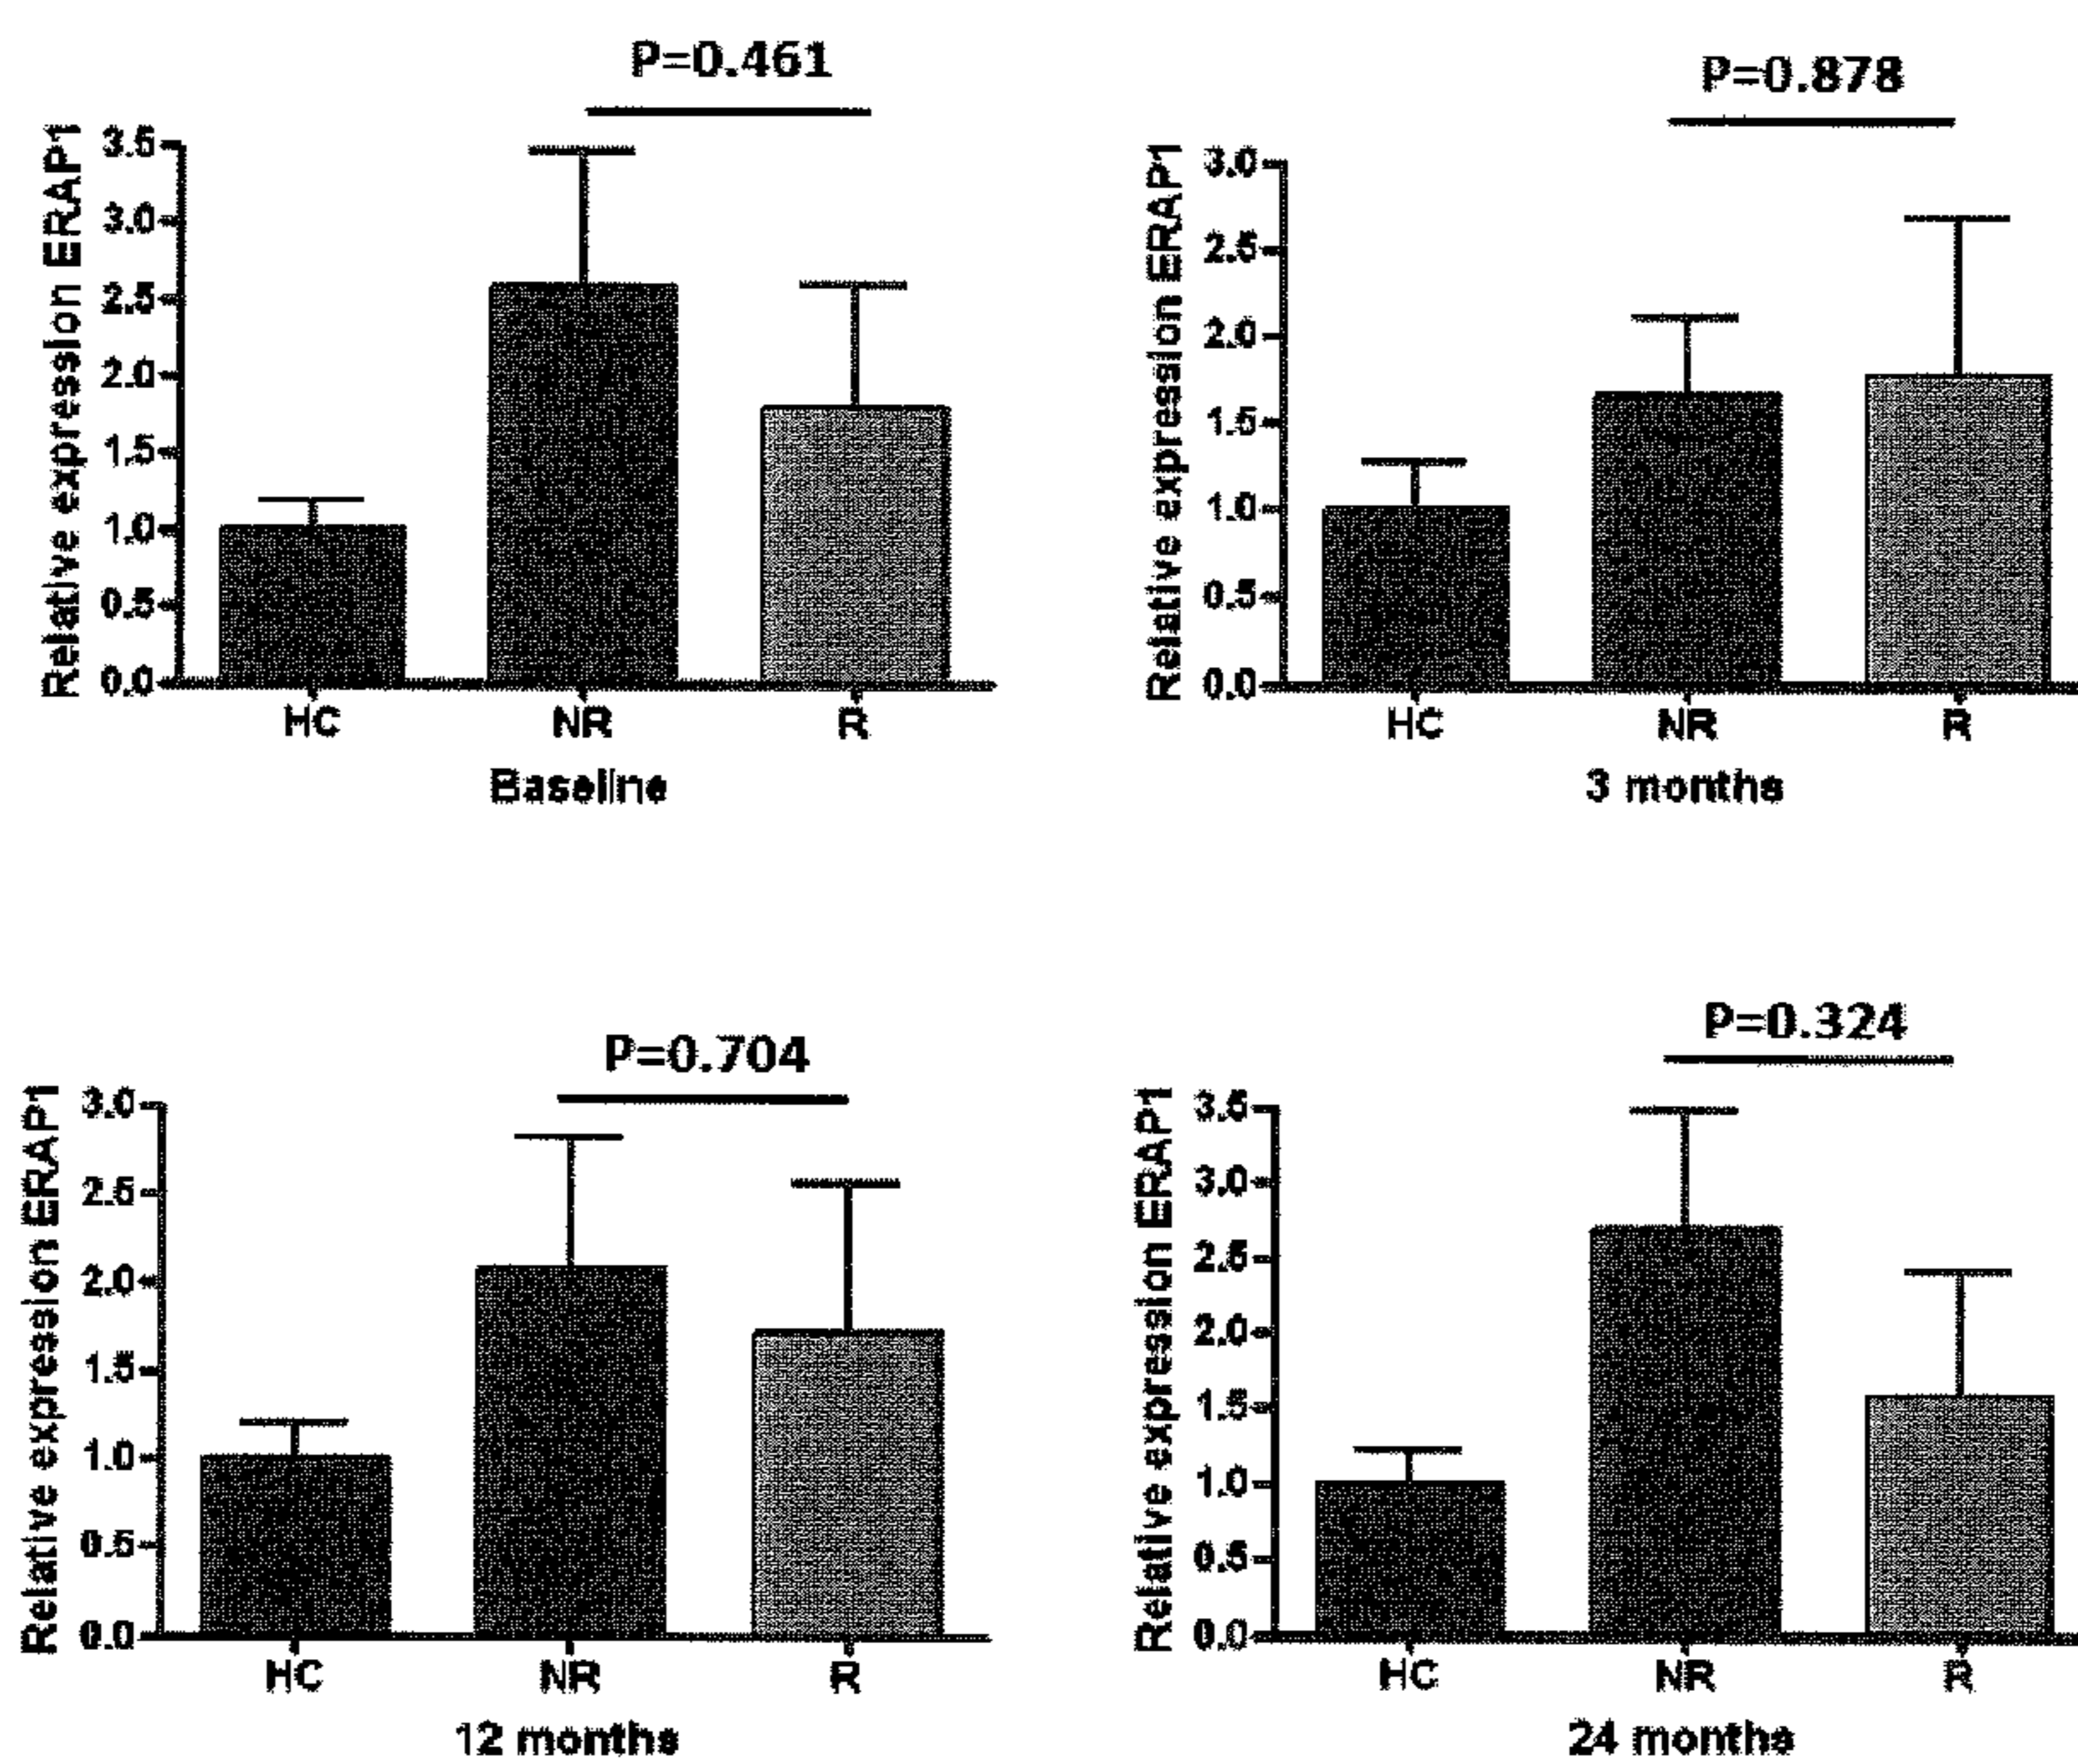 P=0.461
Relative expression ERAP1
3.5
3.0
2.5
2.0
1.5
1.0
0.5
0.0
HC NR R
Baseline
P=0.878
Relative expression ERAP1
3.0
2.5
2.0
1.5
1.0
0.5
0.0
HC NR R
3 months
P=0.704
Relative expression ERAP1
3.0
2.5
2.0
1.5
1.0
0.5
0.0
HC NR R
12 months
P=0.324
Relative expression ERAP1
3.5
3.0
2.5
2.0
1.5
1.0
0.5
0.0
HC NR R
24 months